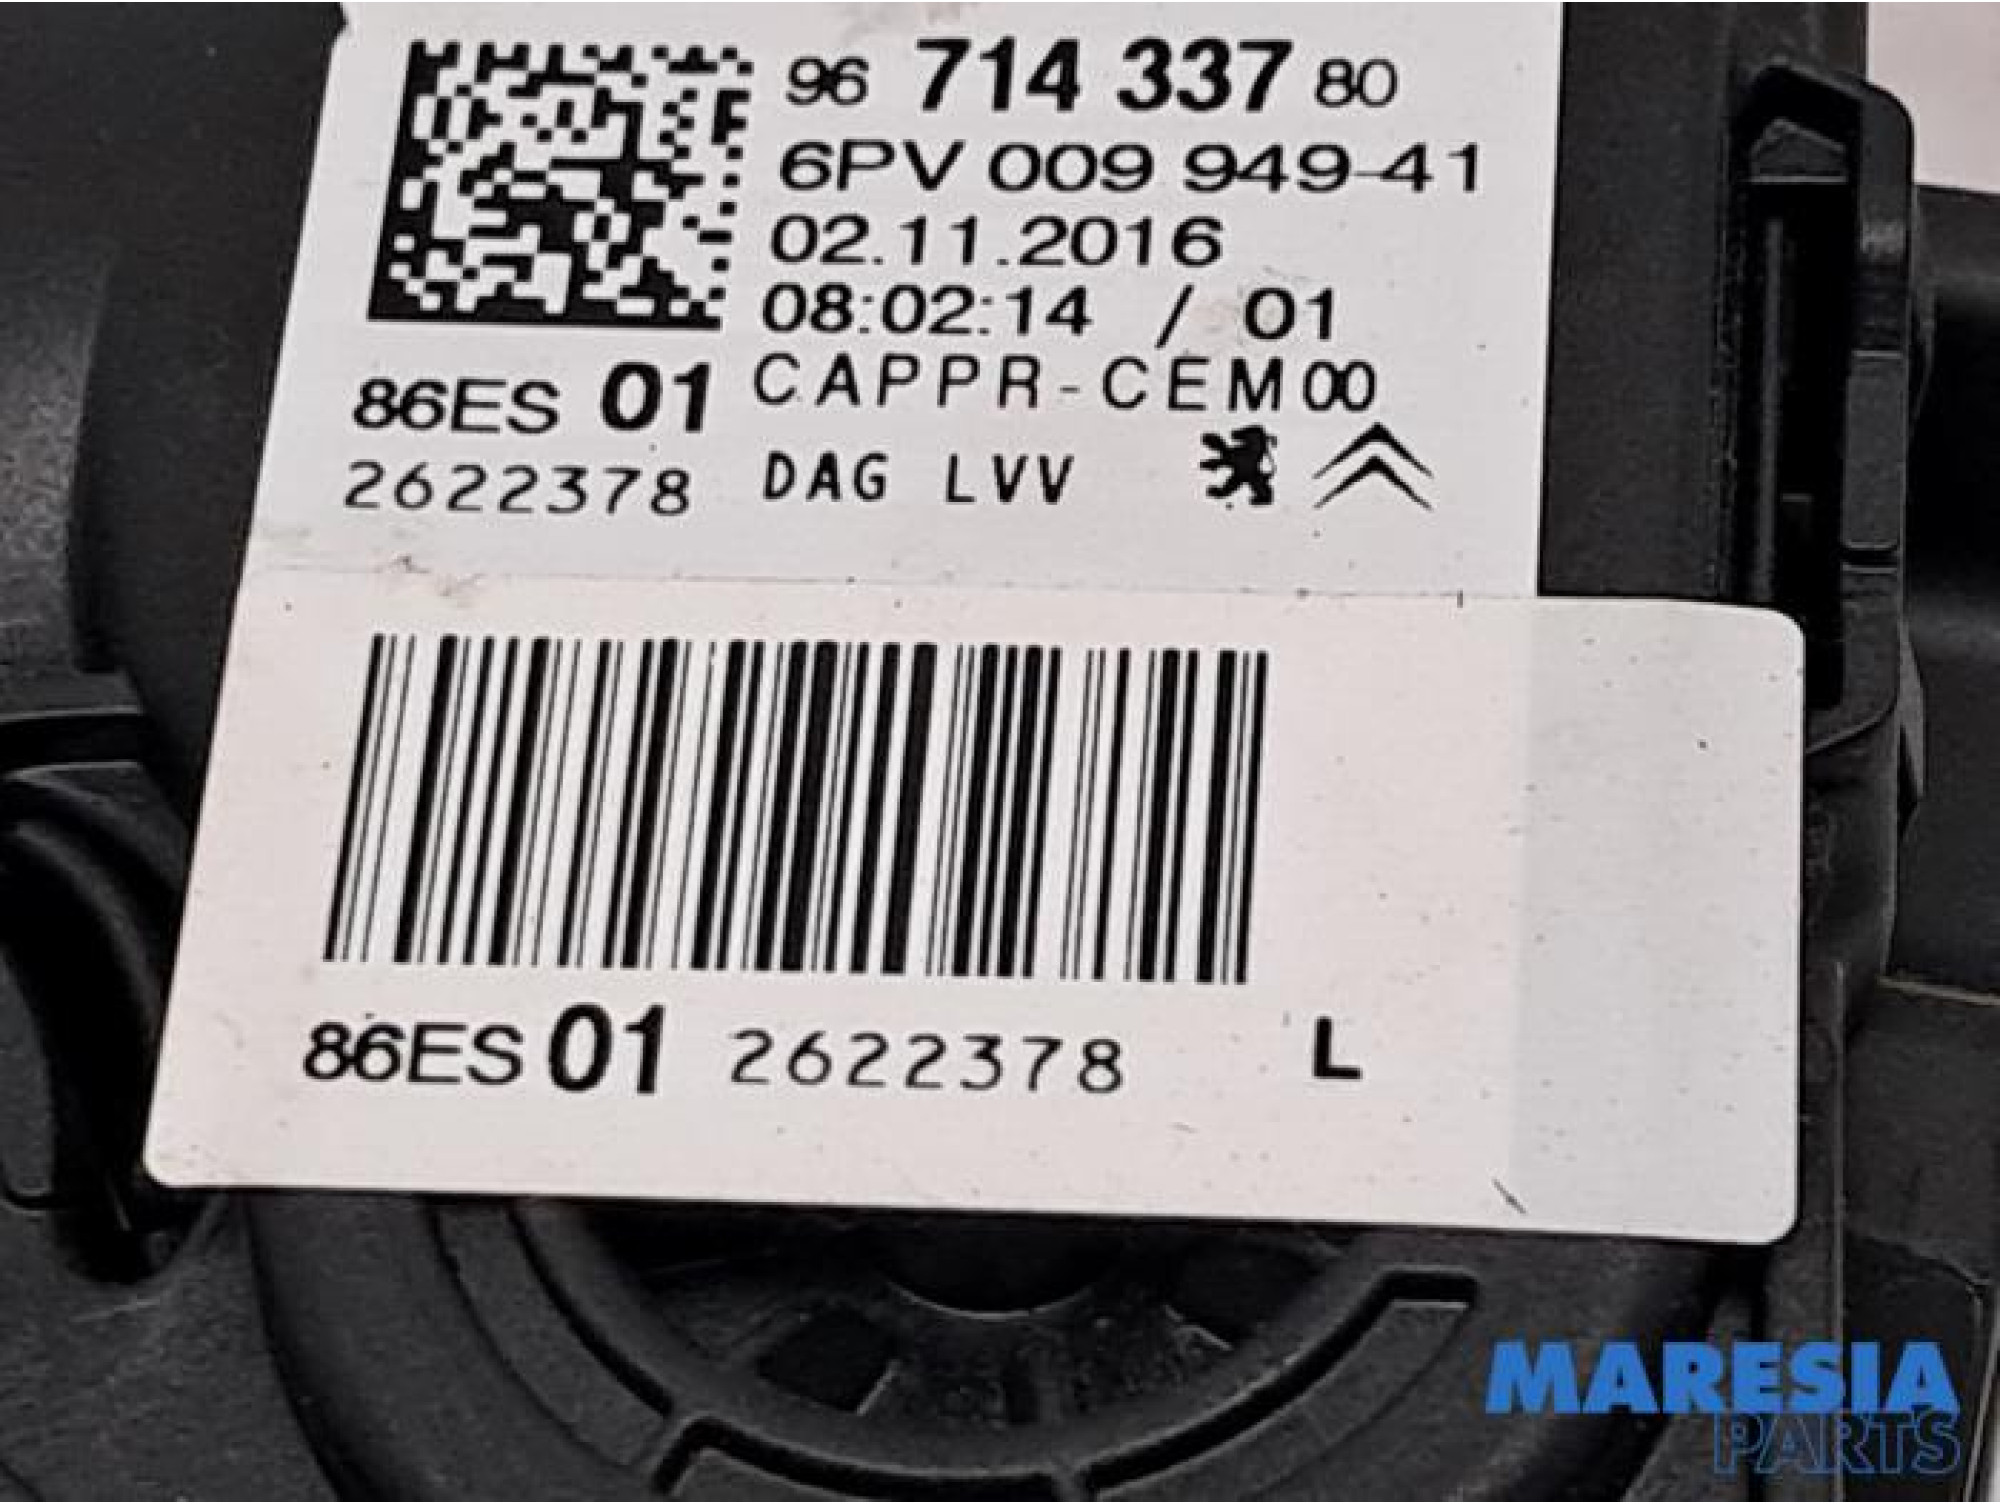 96 714 337 80
6PV 009 949-41
02.11.2016
08:02:14 / 01
86ES 01 CAPPR-CEM00
2622378 DAG LVV
86ES 01 2622378 L
MARESIA
PARTS